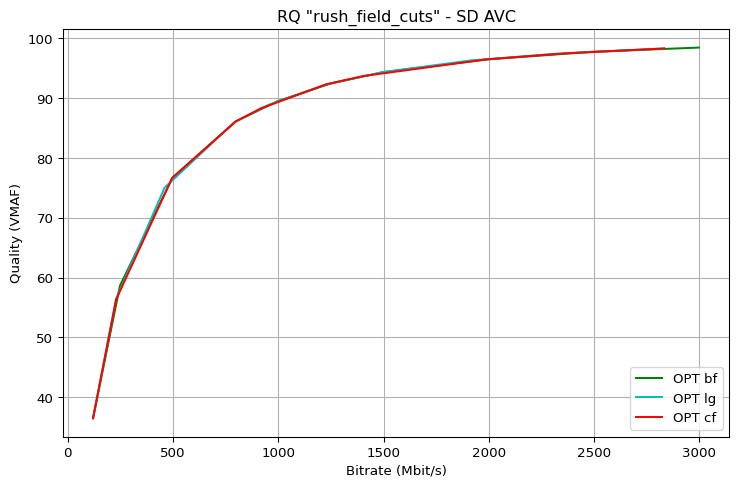 RQ "rush_field_cuts" - SD AVC
100
90
80
70
60
50
40
Quality (VMAF)
0
500
1000
1500
2000
2500
3000
Bitrate (Mbit/s)
OPT bf
OPT lg
OPT cf